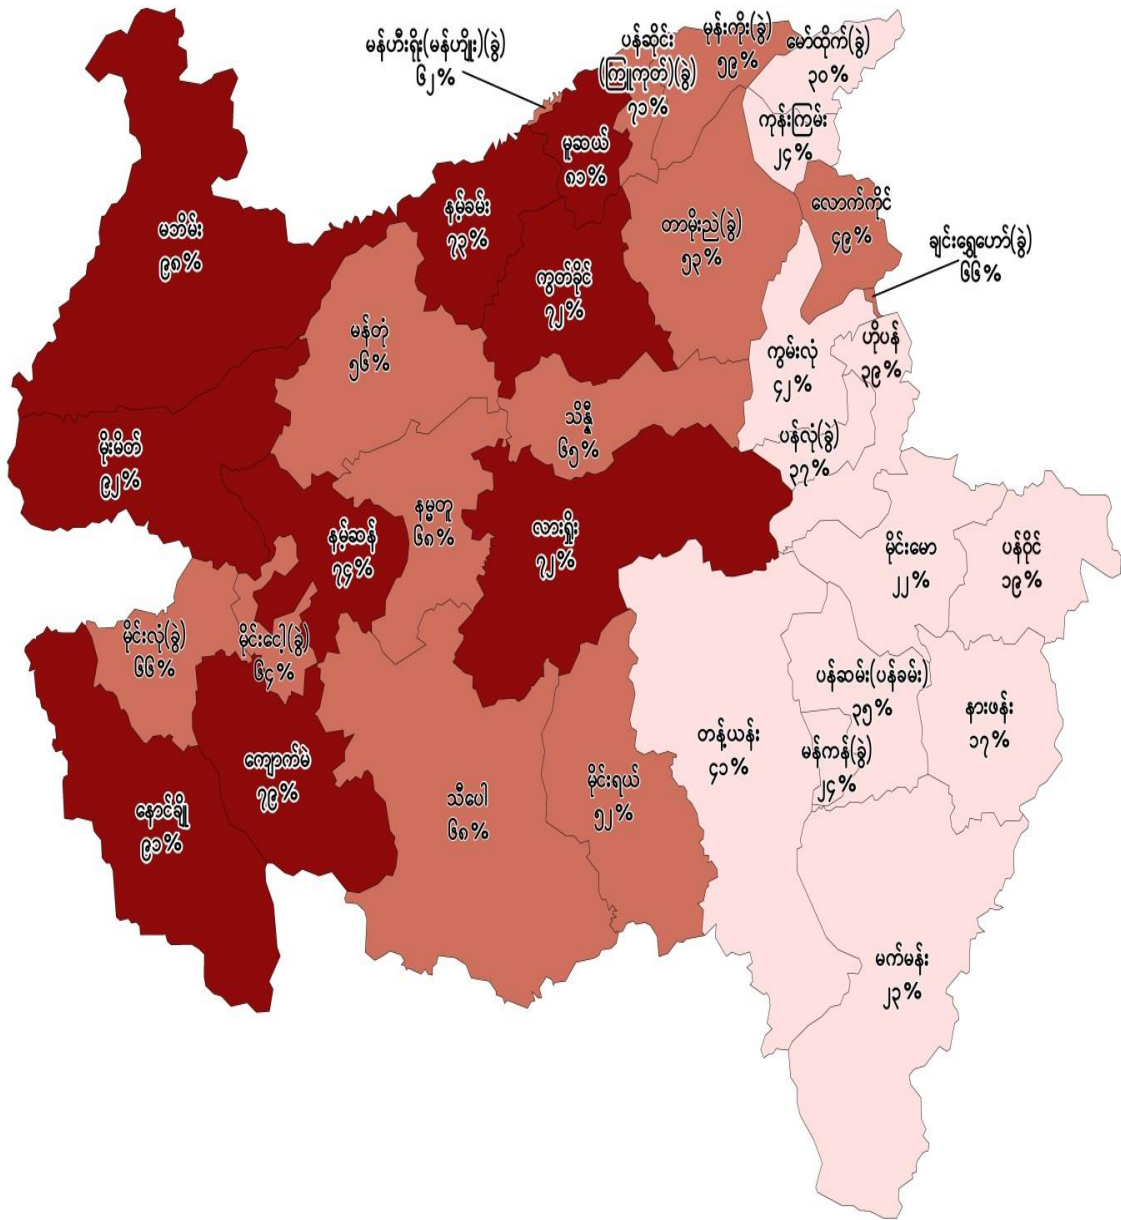 မန်ဟီးရိုး(မန်ဟျိုး)(ခွဲ)
၆၂%
ပန်ဆိုင်း
(ကြူကုတ်)(ခွဲ)
၇၁%
မုန်းကိုး(ခွဲ)
၅၉%
မော်ထိုက်(ခွဲ)
၃၀%
ကုန်းကြမ်း
၂၄%
မူဆယ်
၈၁%
နမ့်ခမ်း
၇၃%
မဘိမ်း
၉၈%
တာမိုးညဲ(ခွဲ)
၅၃%
လောက်ကိုင်
၄၉%
ချင်းရွှေဟော်(ခွဲ)
၆၆%
ကွတ်ခိုင်
၇၂%
မန်တုံ
၅၆%
ကွမ်းလုံ
၄၂%
ဟိုပန်
၃၉%
သိန္နီ
၆၅%
ပန်လုံ(ခွဲ)
၃၇%
မိုးမိတ်
၉၂%
နမ္မတူ
၆၈%
လားရှိုး
၇၂%
နမ့်ဆန်
၇၄%
မိုင်းမော
၂၂%
ပန်ဝိုင်
၁၉%
မိုင်းလုံ(ခွဲ)
၆၆%
မိုင်းငေါ့(ခွဲ)
၆၄%
ပန်ဆမ်း(ပန်ခမ်း)
၃၅%
နားဖန်း
၁၇%
တန့်ယန်း
၄၁%
မန်ကန်(ခွဲ)
၂၄%
ကျောက်မဲ
၇၉%
မိုင်းရယ်
၅၂%
သီပေါ
၆၈%
နောင်ချို
၉၁%
မက်မန်း
၂၃%